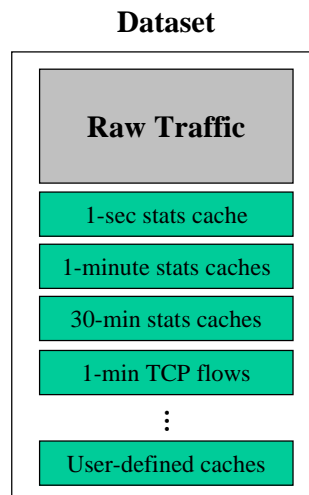 Dataset
Raw Traffic
1-sec stats cache
1-minute stats caches
30-min stats caches
1-min TCP flows
...
User-defined caches